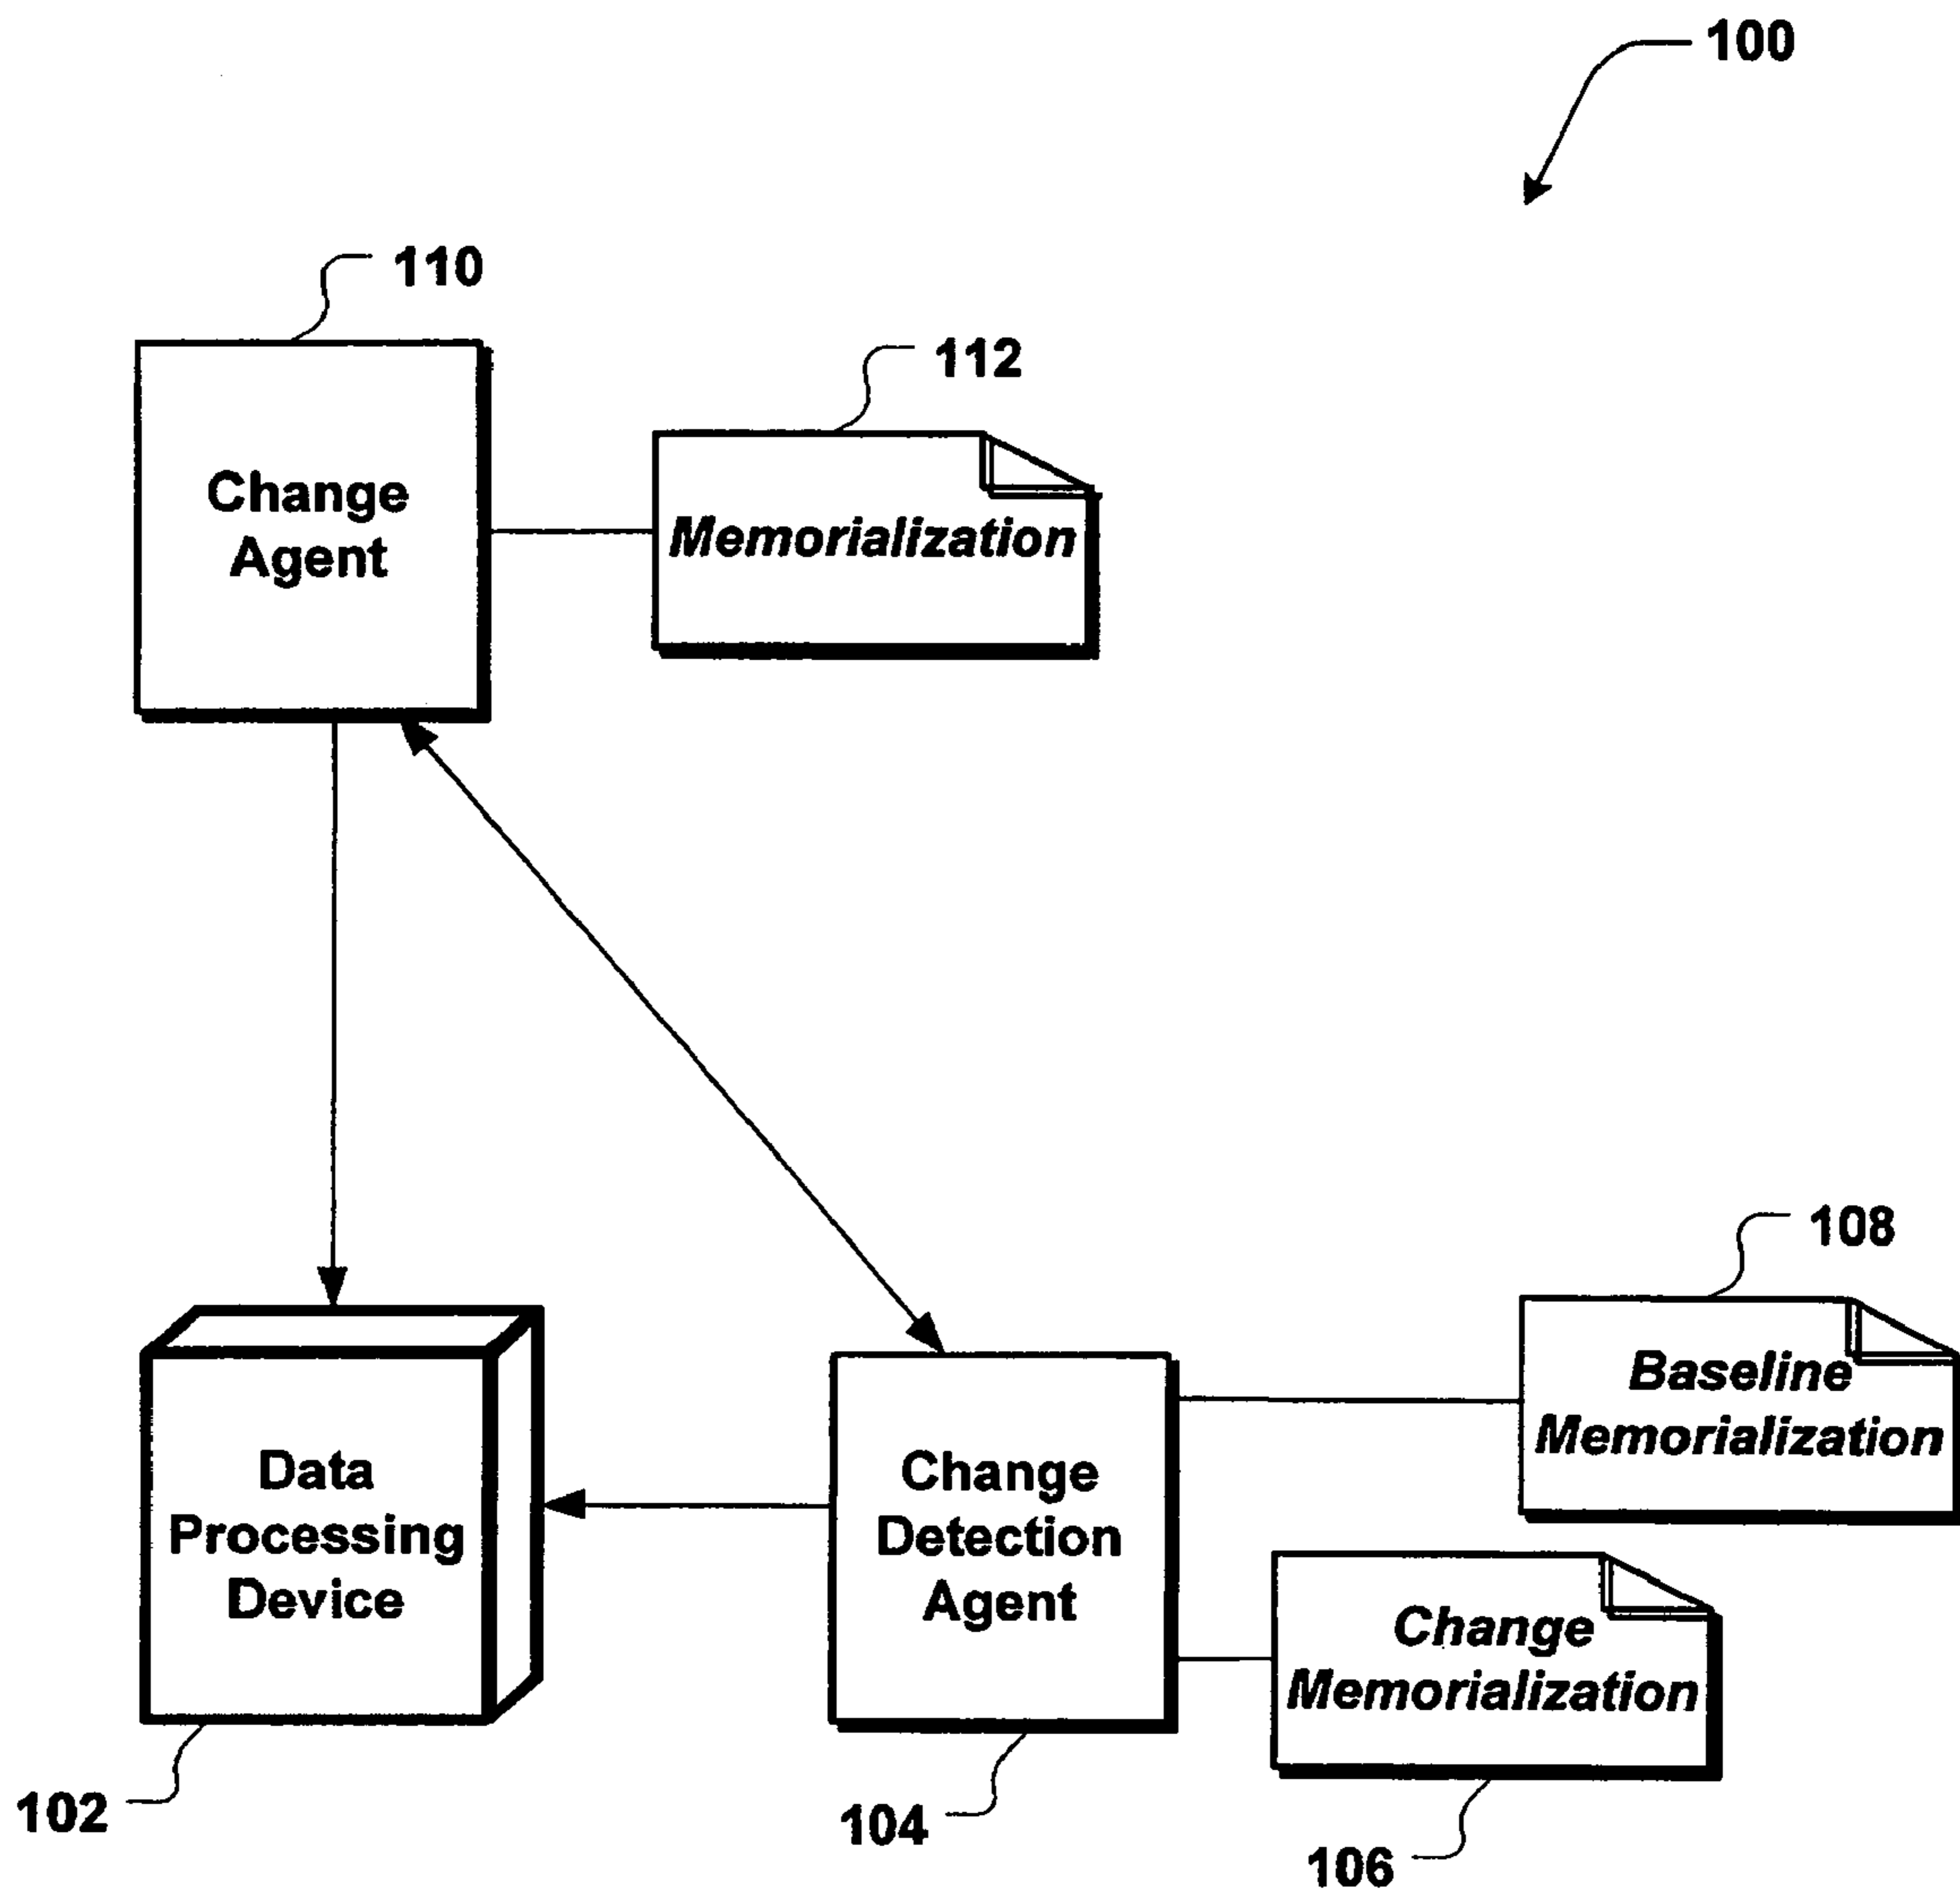 100
110
112
Change
Agent
Memorialization
108
Baseline
Memorialization
Data
Processing
Device
Change
Detection
Agent
Change
Memorialization
102
104
106